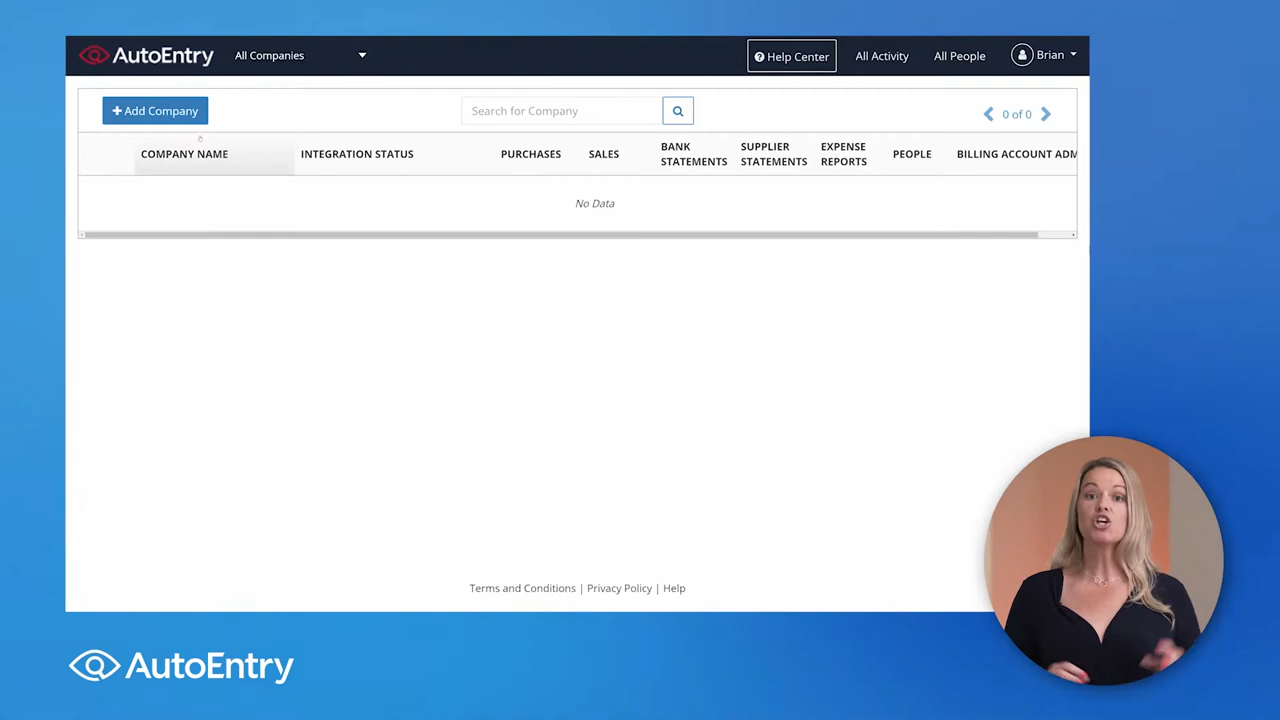 AutoEntry
All Companies
Help Center
All Activity
All People
Brian
+ Add Company
Search for Company
0 of 0
COMPANY NAME
INTEGRATION STATUS
PURCHASES
SALES
BANK
STATEMENTS
SUPPLIER
STATEMENTS
EXPENSE
REPORTS
PEOPLE
BILLING ACCOUNT ADM
No Data
Terms and Conditions | Privacy Policy | Help
AutoEntry